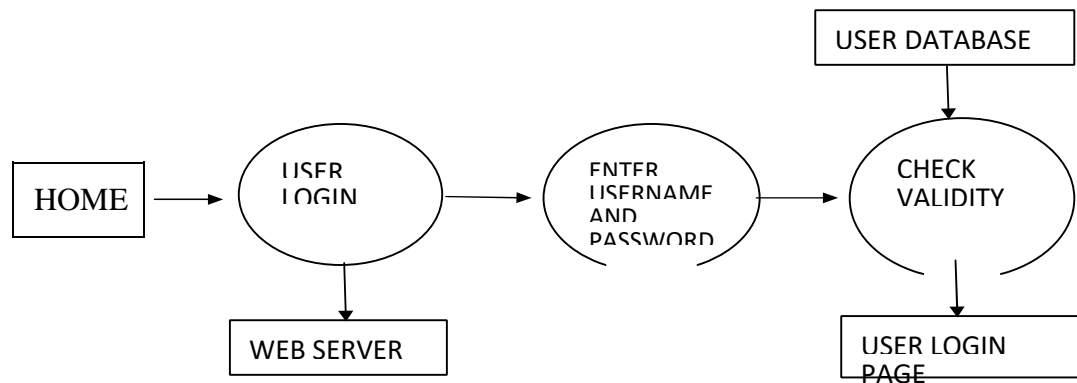 USER DATABASE
HOME
USER
LOGIN
ENTER
USERNAME
AND
PASSWORD
CHECK
VALIDITY
WEB SERVER
USER LOGIN
PAGE